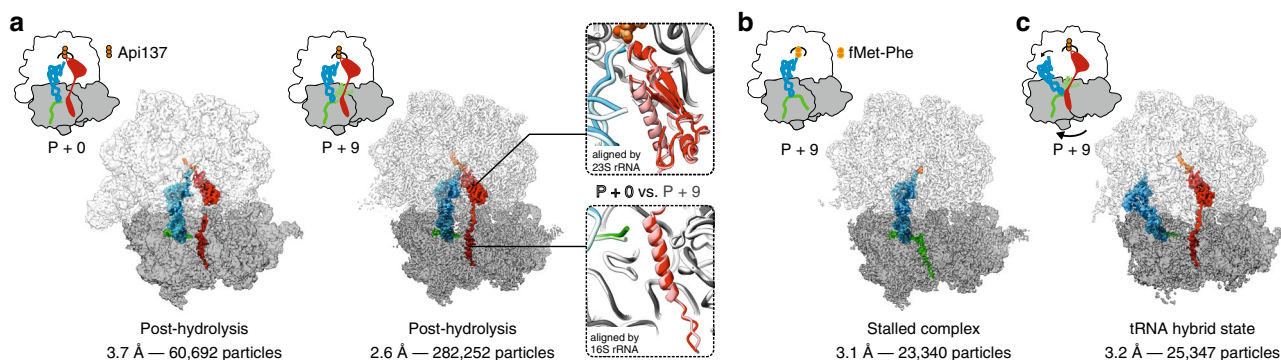 a
Api137
P + 0
Post-hydrolysis
3.7 Å — 60,692 particles
P + 9
Post-hydrolysis
2.6 Å — 282,252 particles
aligned by
23S rRNA
P + 0 vs. P + 9
aligned by
16S rRNA
b
fMet-Phe
P + 9
Stalled complex
3.1 Å — 23,340 particles
c
P + 9
tRNA hybrid state
3.2 Å — 25,347 particles